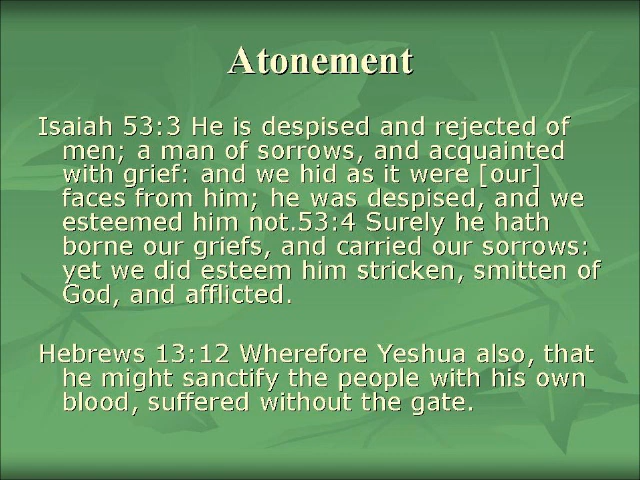 Atonement
Isaiah 53:3 He is despised and rejected of
men; a man of sorrows, and acquainted
with grief: and we hid as it were [our]
faces from him; he was despised, and we
esteemed him not.53:4 Surely he hath
borne our griefs, and carried our sorrows:
yet we did esteem him stricken, smitten of
God, and afflicted.
Hebrews 13:12 Wherefore Yeshua also, that
he might sanctify the people with his own
blood, suffered without the gate.